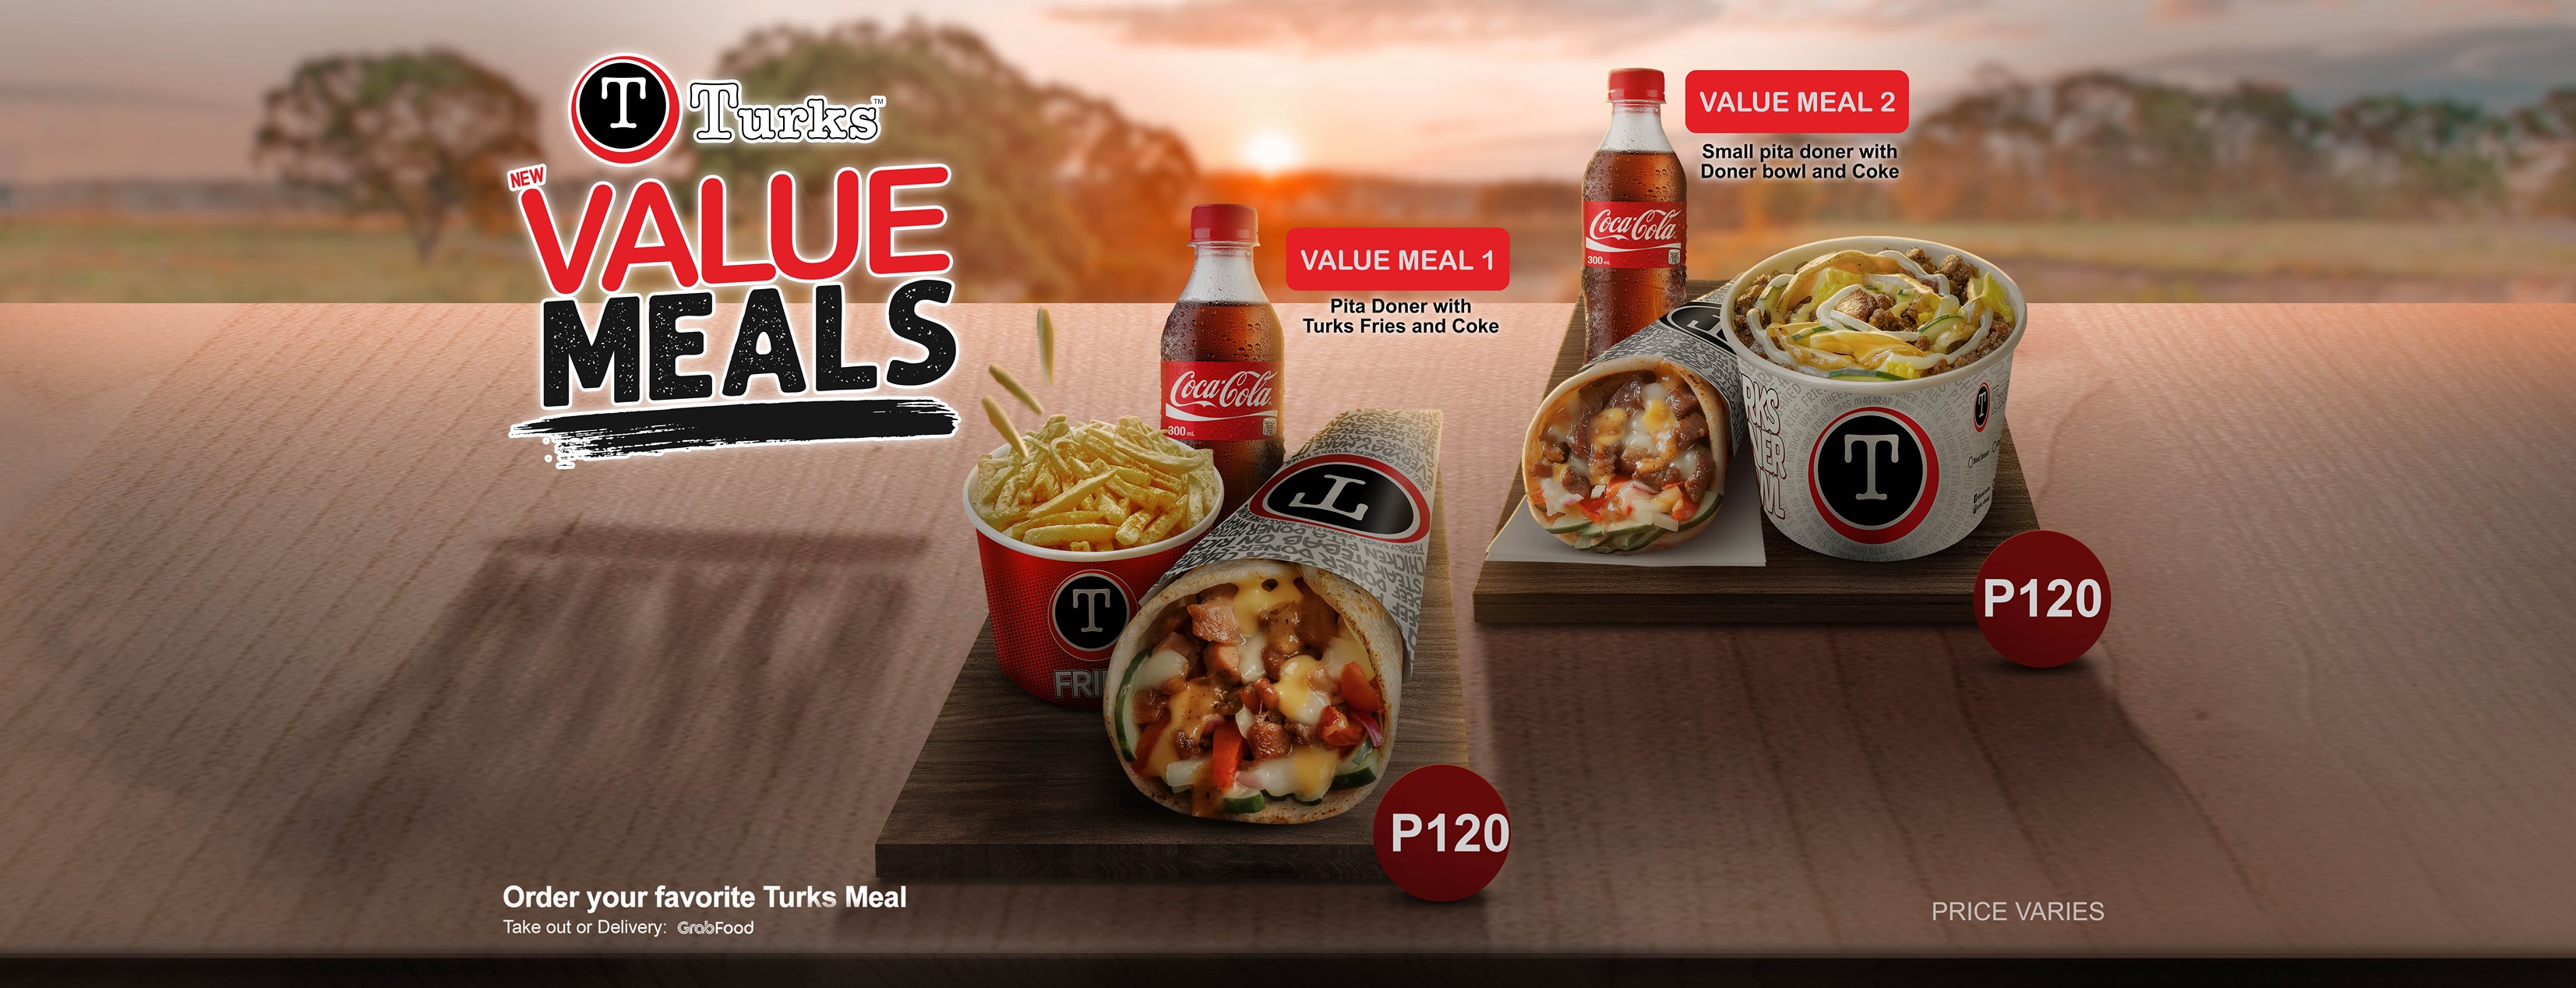 T Turks™
NEW
VALUE
MEALS
VALUE MEAL 1
Pita Doner with
Turks Fries and Coke
Coca-Cola
300 mL
T
T
P120
VALUE MEAL 2
Small pita doner with
Doner bowl and Coke
Coca-Cola
300 mL
T
T
P120
Order your favorite Turks Meal
Take out or Delivery: GrabFood
PRICE VARIES